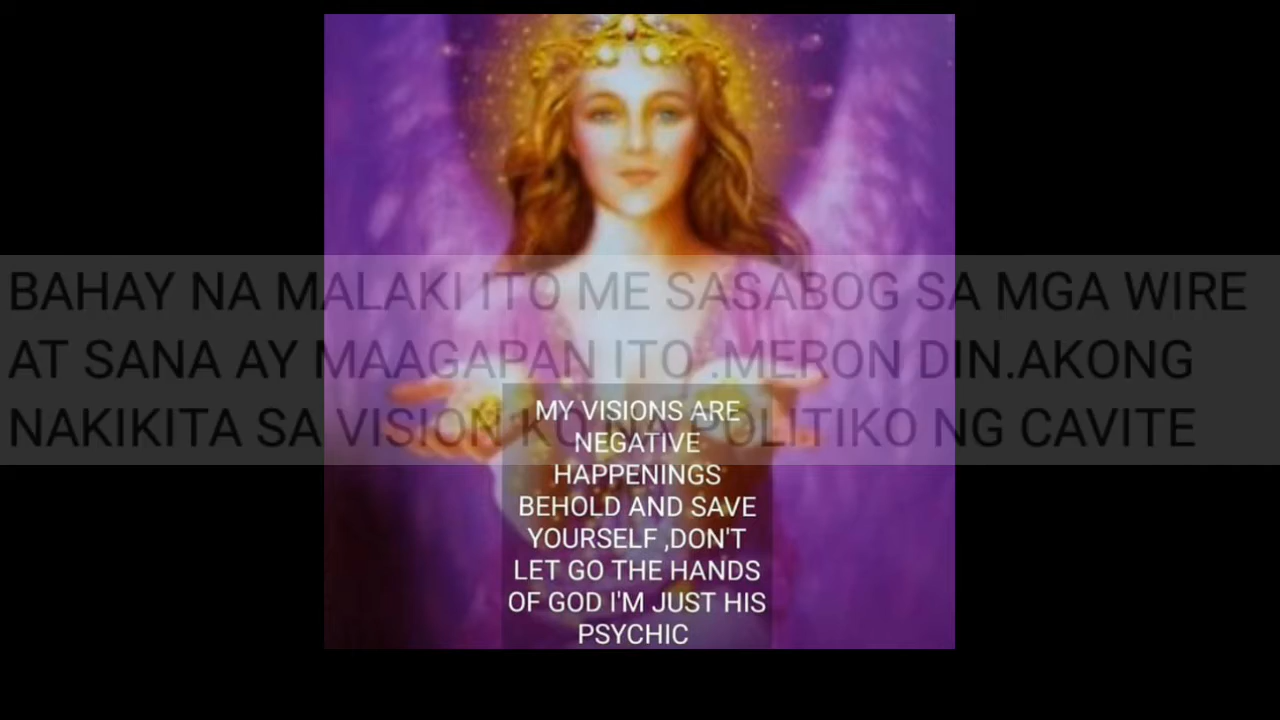 BAHAY NA MALAKI ITO ME SASABOG SA MGA WIRE
AT SANA AY MAAGAPAN ITO .MERON DIN.AKONG
NAKIKITA SA VISION KO NA POLITIKO NG CAVITE
MY VISIONS ARE
NEGATIVE
HAPPENINGS
BEHOLD AND SAVE
YOURSELF ,DON'T
LET GO THE HANDS
OF GOD I'M JUST HIS
PSYCHIC